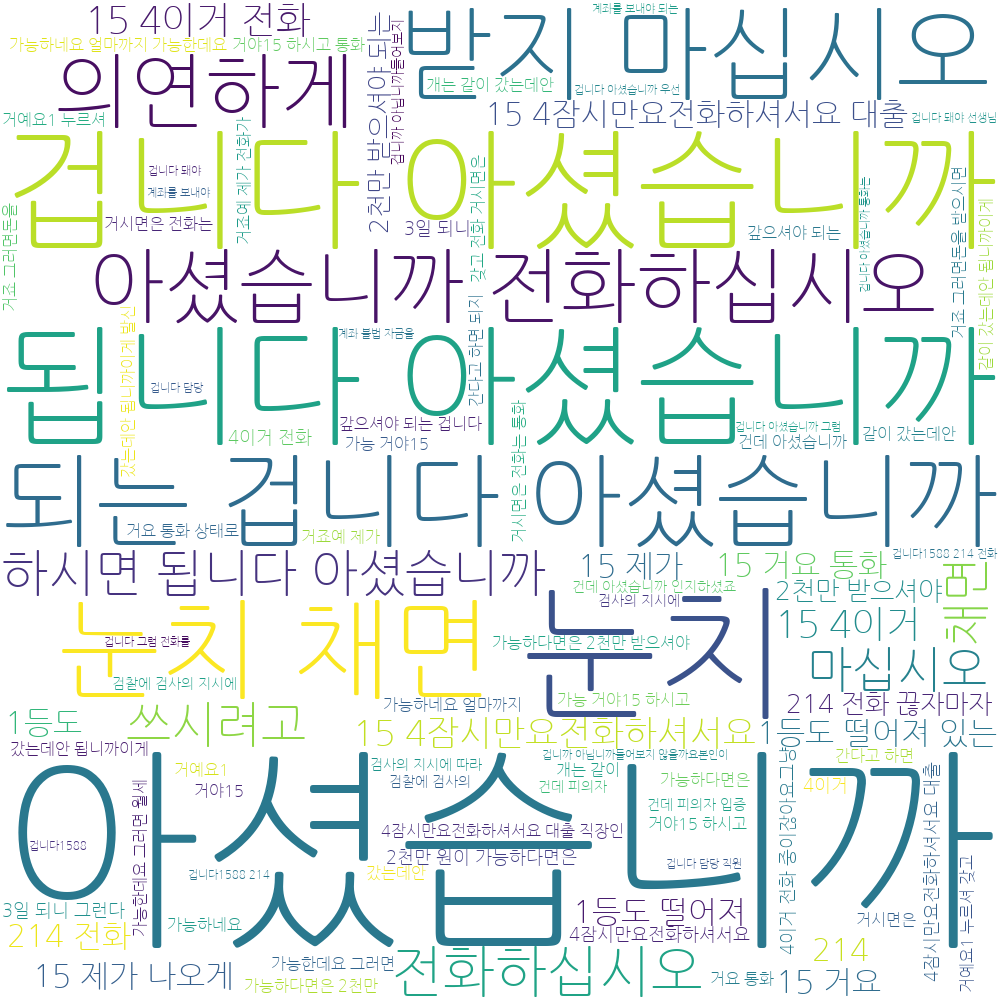 15 4이거 전화
가능하네요 얼마까지 가능한데요
거야15 하시고 통화
의연하게
받지 마십시오
계좌를 보내야 되는
개는 같이 갔는데안
겁니다 아셨습니까 우선
2천만 받으셔야 되는
겁니까 아닙니까들어보지
거예요1 누르셔
15 4잠시만요전화하셔서요 대출
겁니다 돼야 선생님
겁니다 아셨습니까
겁니다 돼야
계좌를 보내야
거시면은 전화는
거죠예 제가 전화가
3일 되니
갖고 전화 거시면은
갚으셔야 되는
겁니다 아셨습니까 통화는
거죠 그러면돈을 받으시면
갔는데안 됩니까이게
거죠 그러면돈을
아셨습니까 전화하십시오
됩니다 아셨습니까
계좌 불법 자금을
겁니다 담당
간다고 하면 되지
갔는데안 됩니까이게 발신
같이 갔는데안 됩니까이게
갚으셔야 되는 겁니다
4이거 전화
가능 거야15
겁니다 아셨습니까 그럼
건데 아셨습니까
같이 갔는데안
되는 겁니다 아셨습니까
거요 통화 상태로
거죠예 제가
거시면은 전화는 통화
하시면 됩니다 아셨습니까
15 제가
15 거요 통화
겁니다1588 214 전화
건데 아셨습니까 인지하셨죠
검사의 지시에
2천만 받으셔야
채면
눈치 채면
눈치
겁니다 그럼 전화를
가능하다면은 2천만 받으셔야
15 4이거
검찰에 검사의 지시에
마십시오
가능하네요 얼마까지
가능 거야15 하시고
214 전화 끊자마자
1등도
쓰시려고
15 4잠시만요전화하셔서요
1등도 떨어져 있는
갔는데안 됩니까이게
아셨습니까
거예요1
거야15
검사의 지시에 따라
검찰에 검사의
겁니까 아닙니까들어보지 않을까요본인이
개는 같이
건데 피의자
가능하다면은
건데 피의자 입증
거야15 하시고
간다고 하면
4이거
4이거 전화 중이잖아요그냥
4잠시만요전화하셔서요 대출
가능한데요 그러면 월세
4잠시만요전화하셔서요 대출 직장인
겁니다1588
2천만 원이 가능하다면은
겁니다1588 214
갔는데안
겁니다 담당 직원
3일 되니 그런다
가능하네요
1등도 떨어져
거시면은
214 전화
4잠시만요전화하셔서요
214
거예요1 누르셔 갖고
15 제가 나오게
가능한데요 그러면
가능하다면은 2천만
전화하십시오
거요 통화
15 거요